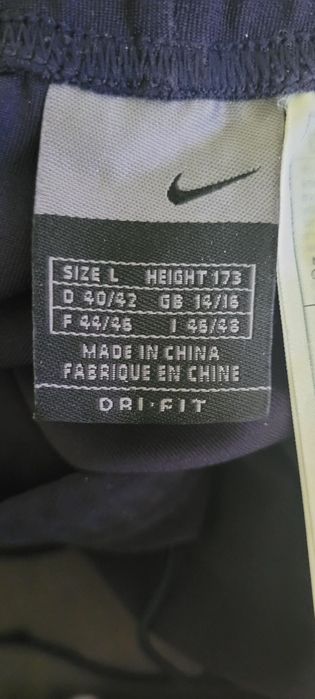 SIZE L HEIGHT 173
D 40/42 GB 14/16
F 44/46 I 46/48
MADE IN CHINA
FABRIQUE EN CHINE
DRI-FIT